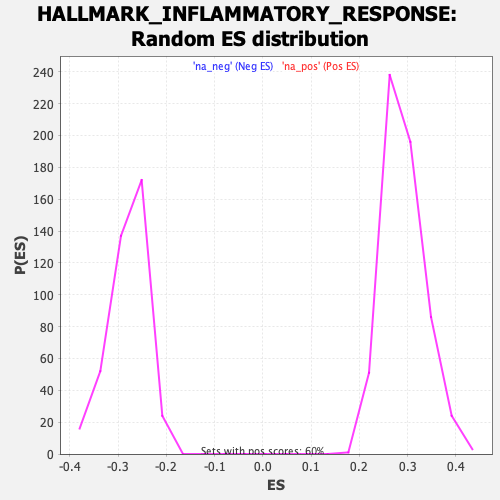 HALLMARK_INFLAMMATORY_RESPONSE:
Random ES distribution
'na_neg' (Neg ES) 'na_pos' (Pos ES)
P(ES)
240
220
200
180
160
140
120
100
80
60
40
20
0
Sets with pos scores: 60%
-0.4 -0.3 -0.2 -0.1 0.0 0.1 0.2 0.3 0.4
ES